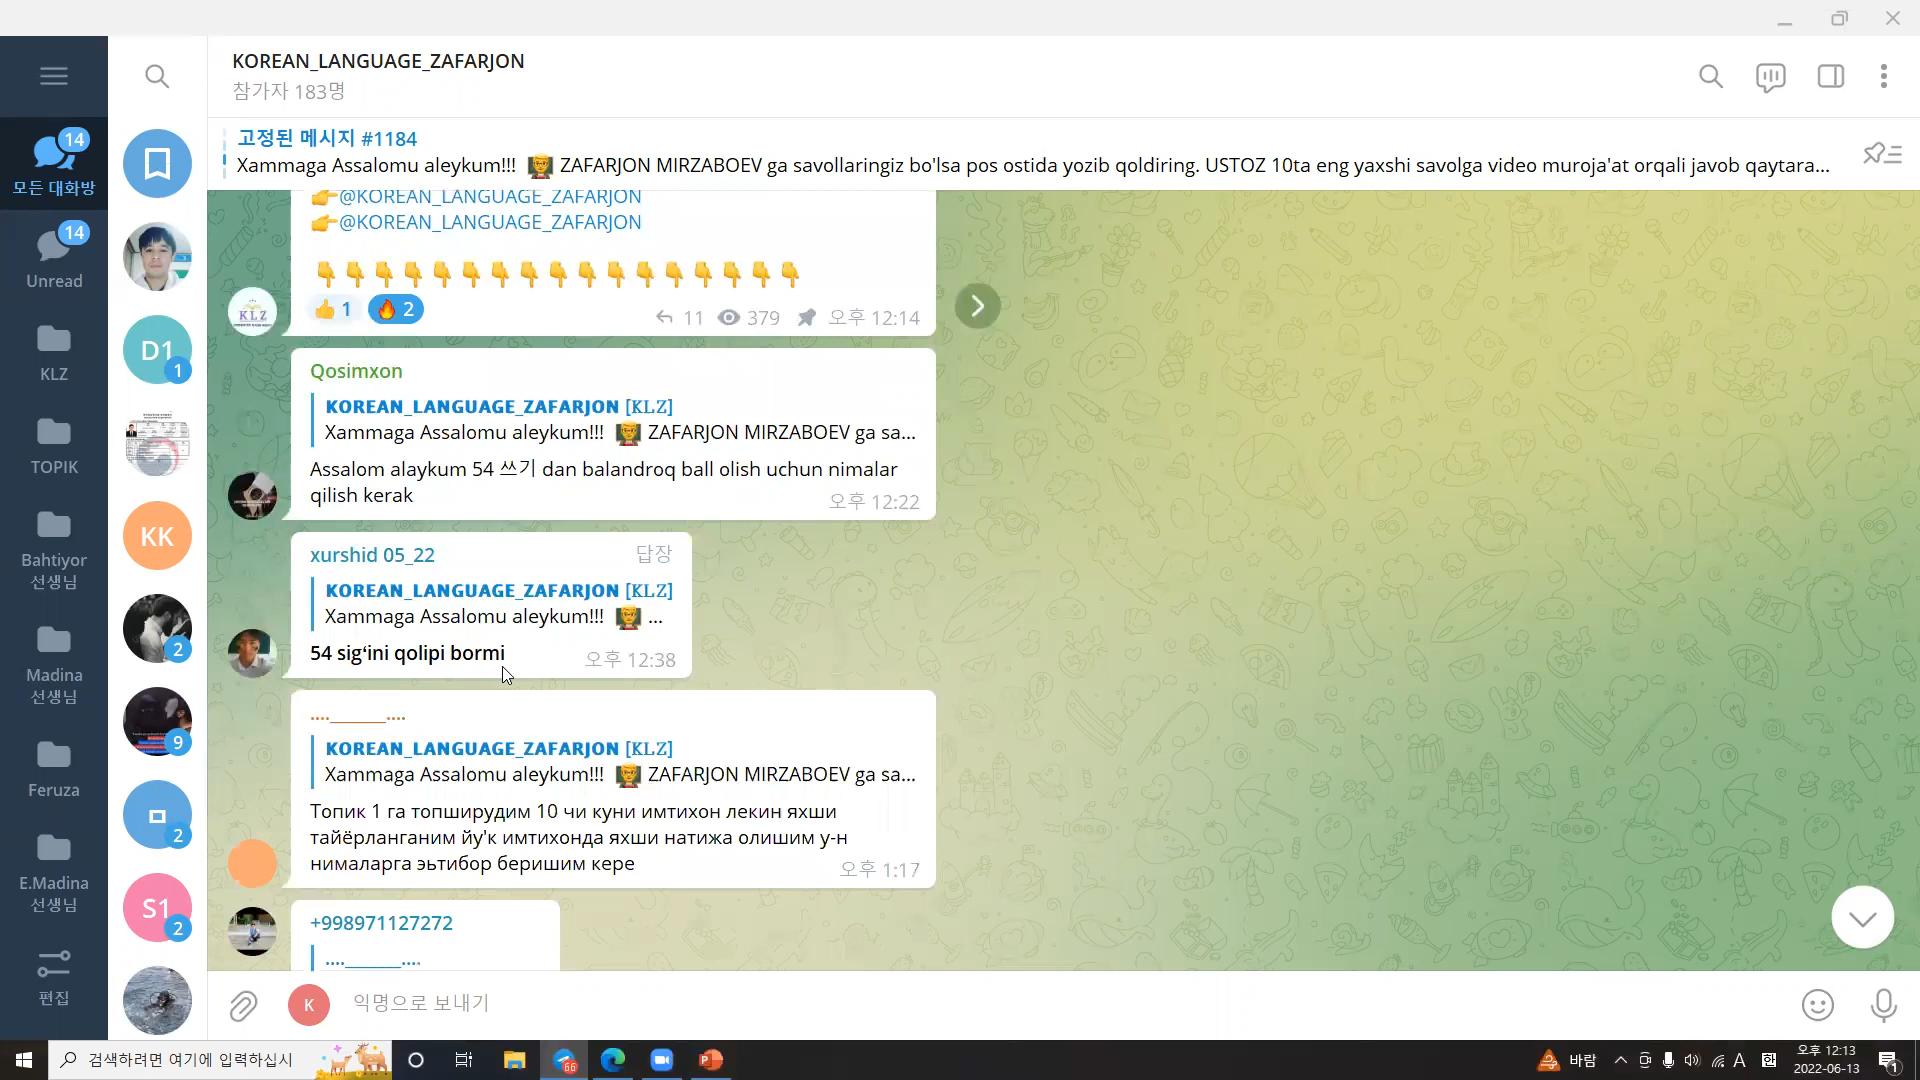 KOREAN_LANGUAGE_ZAFARJON
참가자 183명
고정된 메시지 #1184
Xammaga Assalomu aleykum!!! 👨‍🏫 ZAFARJON MIRZABOEV ga savollaringiz bo'lsa pos ostida yozib qoldiring. USTOZ 10ta eng yaxshi savolga video muroja'at orqali javob qaytara...
14
모든 대화방
14
Unread
KLZ
TOPIK
Bahtiyor
선생님
Madina
선생님
Feruza
E.Madina
선생님
편집
D1
1
KK
2
9
2
S1
2
👉@KOREAN_LANGUAGE_ZAFARJON
👉@KOREAN_LANGUAGE_ZAFARJON
👇👇👇👇👇👇👇👇👇👇👇👇👇👇👇👇👇
KLZ
👍 1 🔥 2 11 379 오후 12:14
Qosimxon
KOREAN_LANGUAGE_ZAFARJON [KLZ]
Xammaga Assalomu aleykum!!! 👨‍🏫 ZAFARJON MIRZABOEV ga sa...
Assalom alaykum 54 쓰기 dan balandroq ball olish uchun nimalar
qilish kerak
오후 12:22
xurshid 05_22 답장
KOREAN_LANGUAGE_ZAFARJON [KLZ]
Xammaga Assalomu aleykum!!! 👨‍🏫 ...
54 sig‘ini qolipi bormi
오후 12:38
...._______....
KOREAN_LANGUAGE_ZAFARJON [KLZ]
Xammaga Assalomu aleykum!!! 👨‍🏫 ZAFARJON MIRZABOEV ga sa...
Топик 1 га топширудим 10 чи куни имтихон лекин яхши
тайёрланганим йу'к имтихонда яхши натижа олишим у-н
нималарга эьтибор беришим кере
오후 1:17
+998971127272
...._______....
K
익명으로 보내기
검색하려면 여기에 입력하십시
66
바람
A
한
오후 12:13
2022-06-13
1